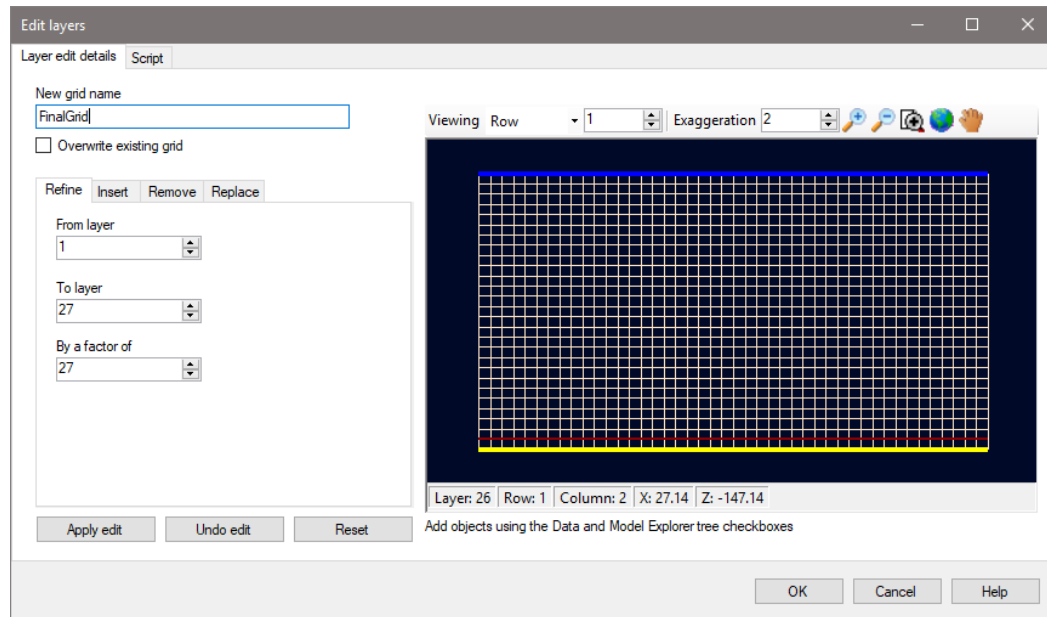 Edit layers
Layer edit details Script
New grid name
FinalGrid
Overwrite existing grid
Viewing Row 1 Exaggeration 2
Refine Insert Remove Replace
From layer
1
To layer
27
By a factor of
27
Layer: 26 Row: 1 Column: 2 X: 27.14 Z: -147.14
Apply edit Undo edit Reset
Add objects using the Data and Model Explorer tree checkboxes
OK Cancel Help